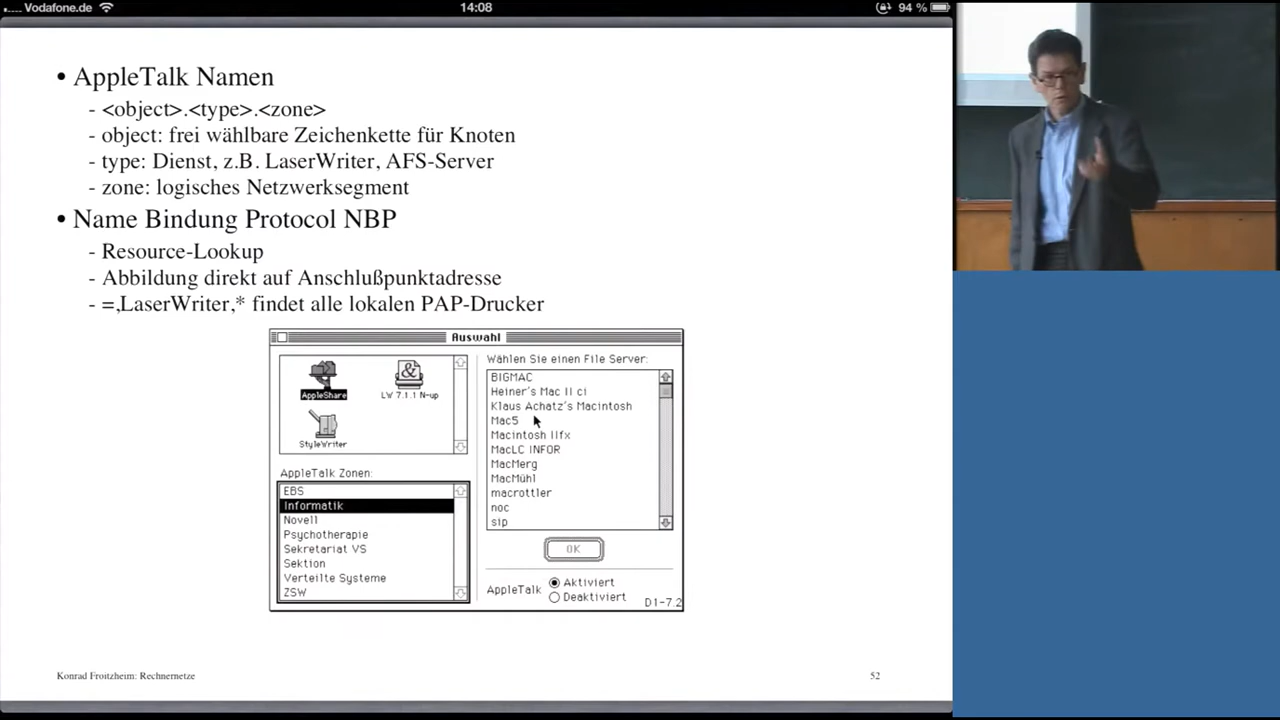 Vodafone.de
14:08
94 %
• AppleTalk Namen
- <object>.<type>.<zone>
- object: frei wählbare Zeichenkette für Knoten
- type: Dienst, z.B. LaserWriter, AFS-Server
- zone: logisches Netzwerksegment
• Name Bindung Protocol NBP
- Resource-Lookup
- Abbildung direkt auf Anschlußpunktadresse
- =,LaserWriter,* findet alle lokalen PAP-Drucker
Auswahl
AppleShare
LW 7.1.1 N-up
StyleWriter
AppleTalk Zonen:
EBS
Informatik
Novell
Psychotherapie
Sekretariat VS
Sektion
Verteilte Systeme
ZSW
Wählen Sie einen File Server:
BIGMAC
Heiner's Mac II ci
Klaus Achatz's Macintosh
Mac5
Macintosh IIfx
MacLC INFOR
MacMerg
MacMühl
macrottler
noc
sip
OK
AppleTalk
Aktiviert
Deaktiviert
D1-7.2
Konrad Froitzheim: Rechnernetze
52